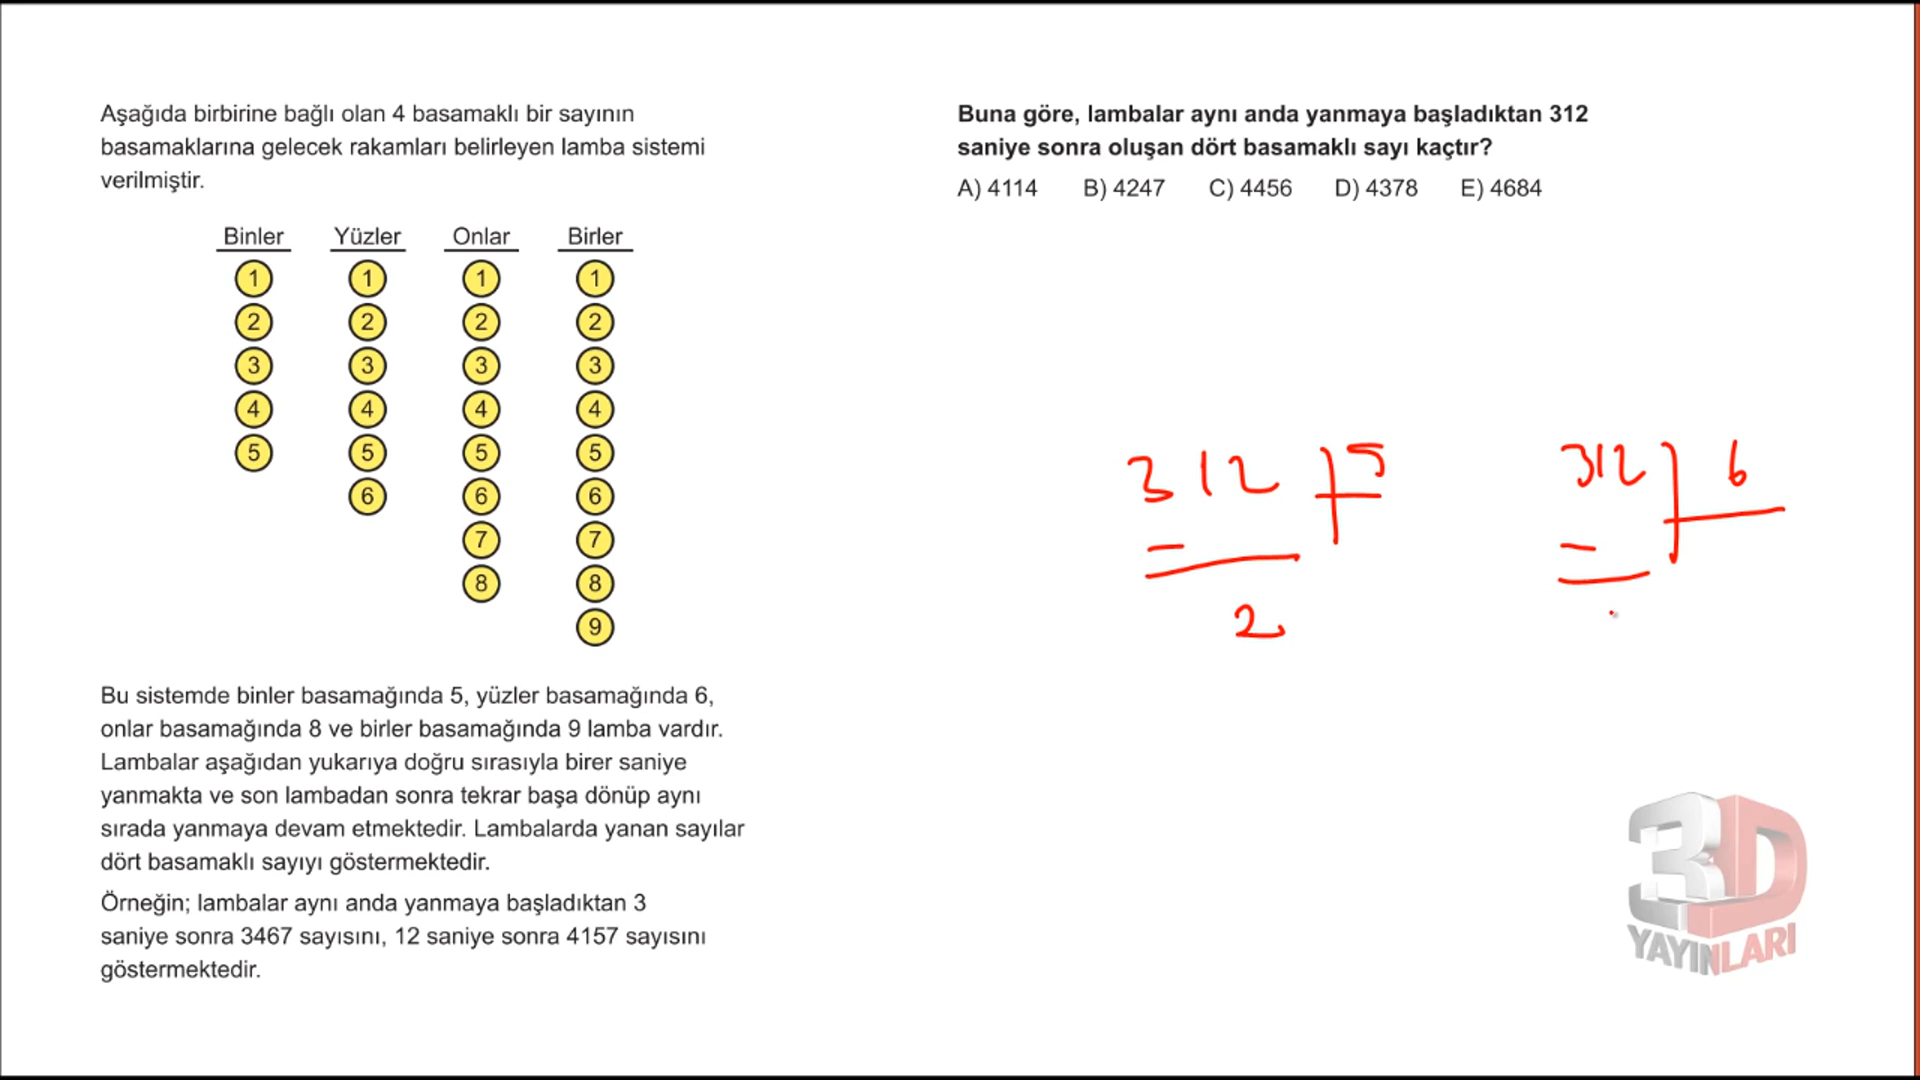 Aşağıda birbirine bağlı olan 4 basamaklı bir sayının
basamaklarına gelecek rakamları belirleyen lamba sistemi
verilmiştir.
Binler Yüzler Onlar Birler
1 1 1 1
2 2 2 2
3 3 3 3
4 4 4 4
5 5 5 5
6 6 6
7 7
8 8
9
Bu sistemde binler basamağında 5, yüzler basamağında 6,
onlar basamağında 8 ve birler basamağında 9 lamba vardır.
Lambalar aşağıdan yukarıya doğru sırasıyla birer saniye
yanmakta ve son lambadan sonra tekrar başa dönüp aynı
sırada yanmaya devam etmektedir. Lambalarda yanan sayılar
dört basamaklı sayıyı göstermektedir.
Örneğin; lambalar aynı anda yanmaya başladıktan 3
saniye sonra 3467 sayısını, 12 saniye sonra 4157 sayısını
göstermektedir.
Buna göre, lambalar aynı anda yanmaya başladıktan 312
saniye sonra oluşan dört basamaklı sayı kaçtır?
A) 4114 B) 4247 C) 4456 D) 4378 E) 4684
312 5
2
312 6
3D
YAYINLARI